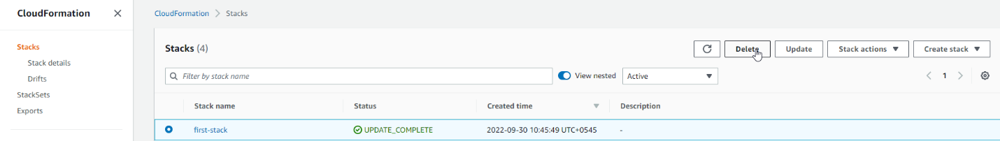 CloudFormation
CloudFormation Stacks
Stacks
Stack details
Drifts
StackSets
Exports
Stacks (4)
Delete Update Stack actions Create stack
Filter by stack name View nested Active 1
Stack name Status Created time Description
first-stack UPDATE_COMPLETE 2022-09-30 10:45:49 UTC+0545 -